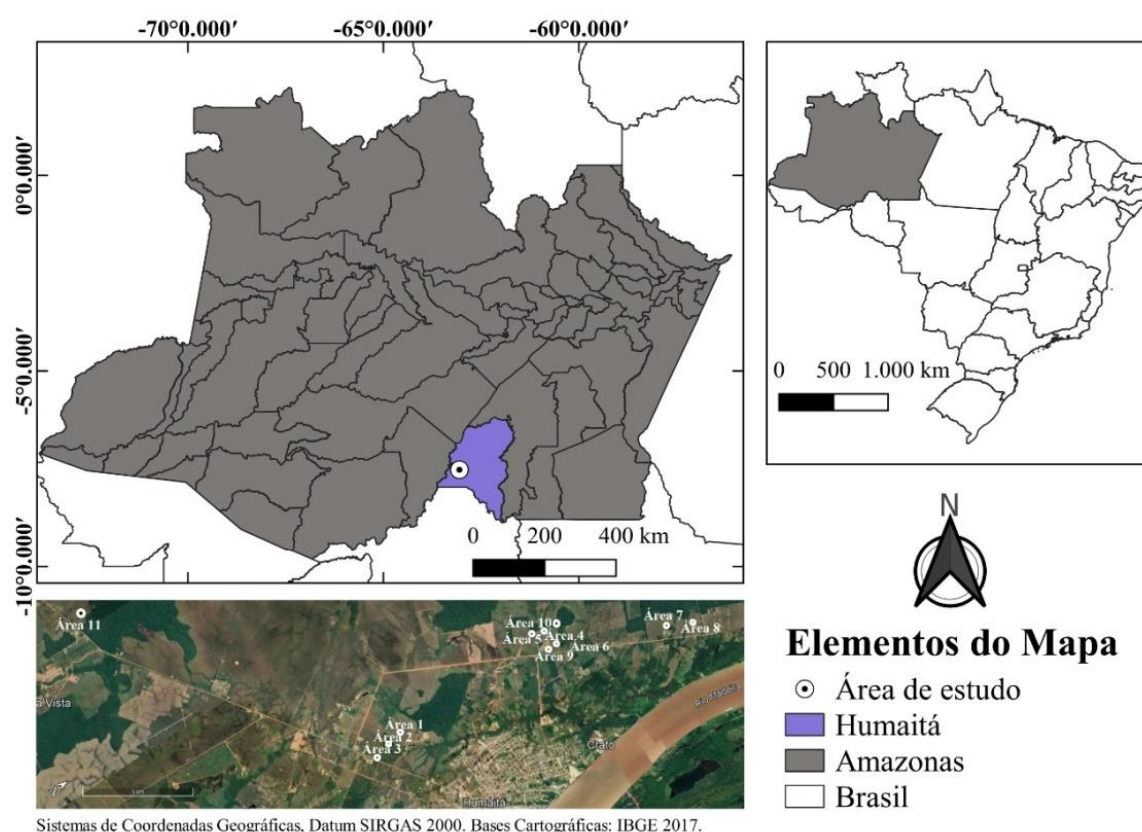 -70°0.000′ -65°0.000′ -60°0.000′
0°0.000′
-5°0.000′
-10°0.000′
0 200 400 km
0 500 1.000 km
N
Elementos do Mapa
Área de estudo
Humaitá
Amazonas
Brasil
Área 11
Área 10
Área 4
Área 5
Área 6
Área 9
Área 7
Área 8
a Vista
Área 1
Área 2
Área 3
Rio Madeira
Crato
Humaitá
3 km
Sistemas de Coordenadas Geográficas, Datum SIRGAS 2000. Bases Cartográficas: IBGE 2017.